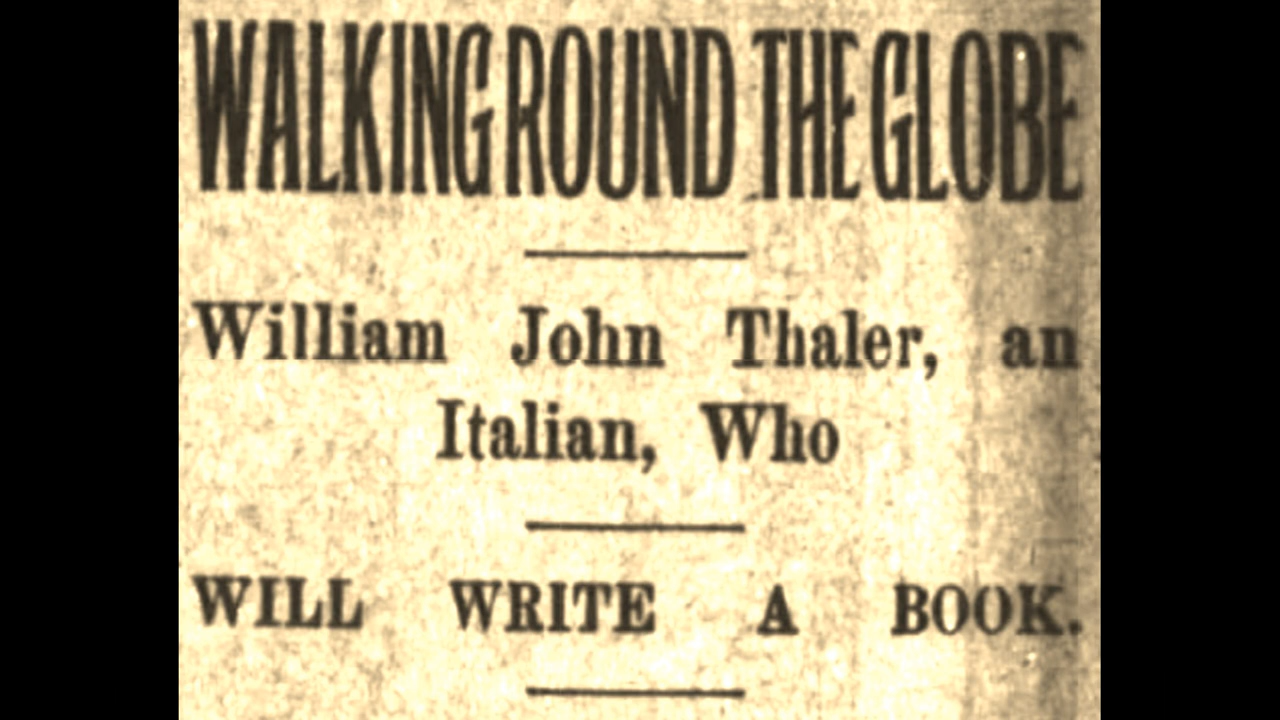 WALKING ROUND THE GLOBE
William John Thaler, an
Italian, Who
WILL WRITE A BOOK.